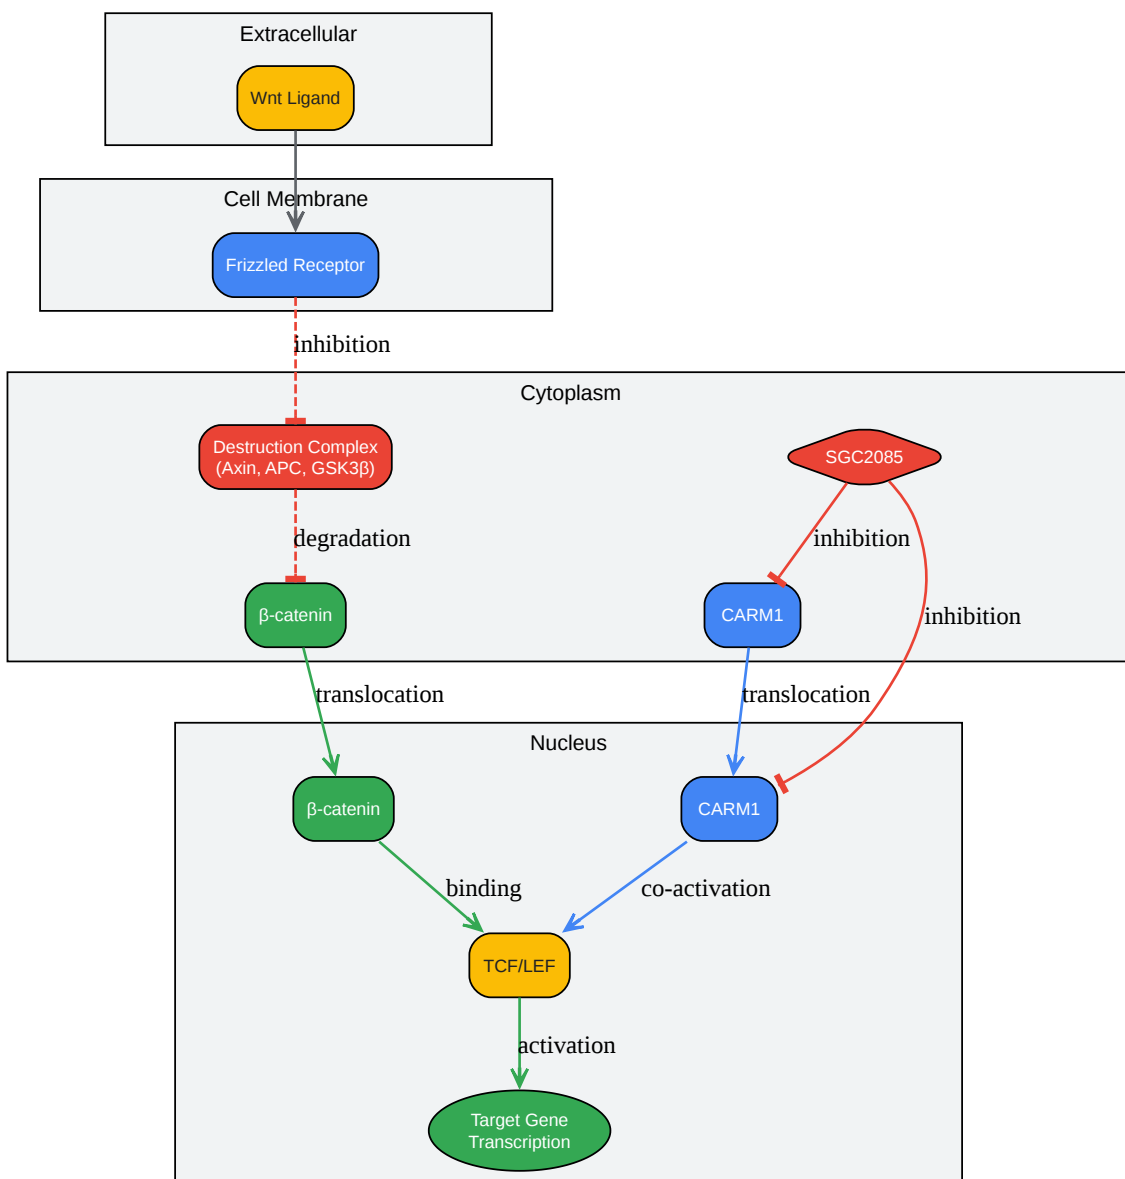 Extracellular
Wnt Ligand
Cell Membrane
Frizzled Receptor
inhibition
Cytoplasm
Destruction Complex
(Axin, APC, GSK3β)
SGC2085
degradation
inhibition
β-catenin
CARM1
inhibition
translocation
translocation
Nucleus
β-catenin
CARM1
binding
co-activation
TCF/LEF
activation
Target Gene
Transcription